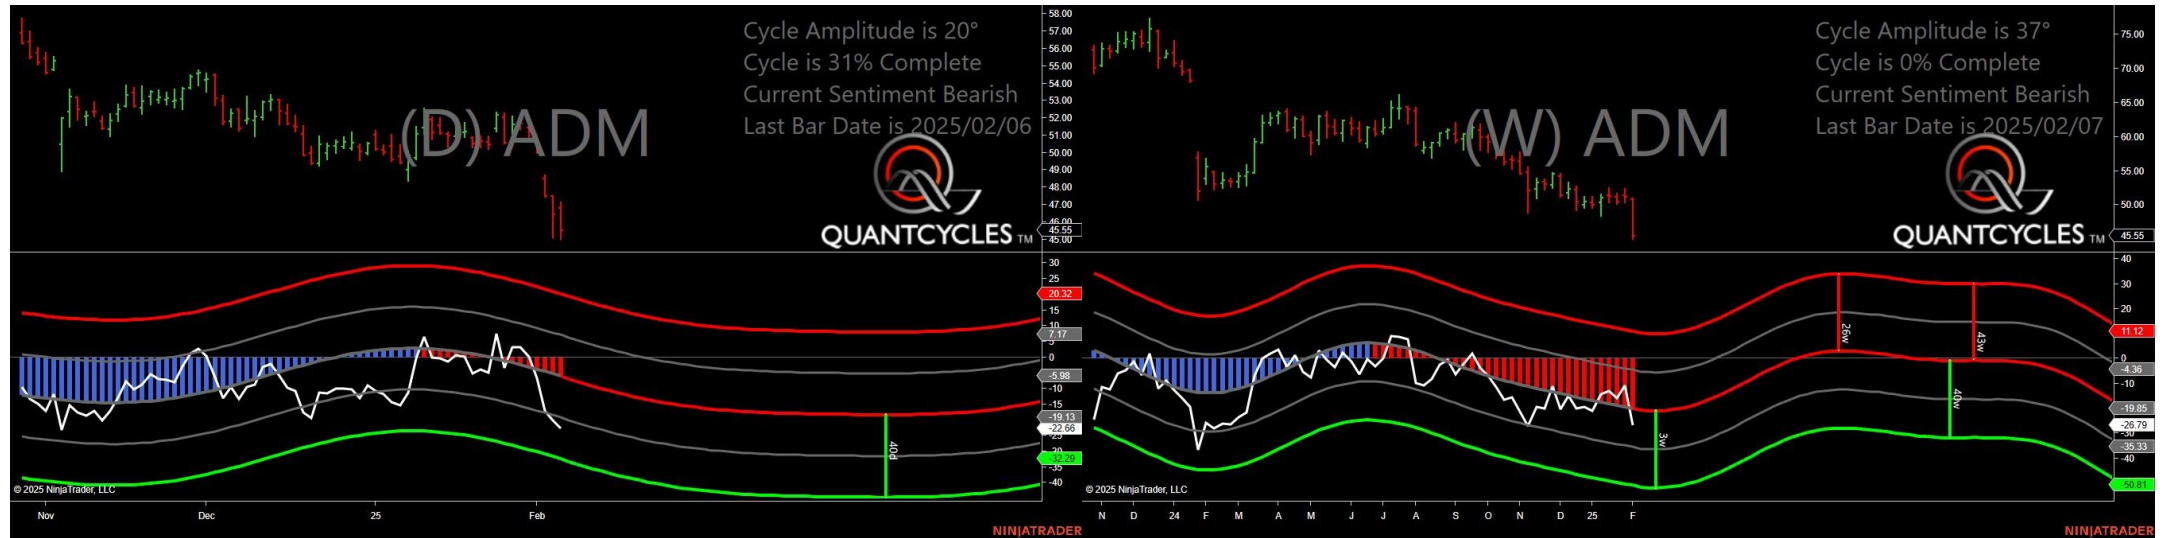 Cycle Amplitude is 20°
Cycle is 31% Complete
Current Sentiment Bearish
Last Bar Date is 2025/02/06
(D) ADM
QUANTCYCLES TM
58.00
57.00
56.00
55.00
54.00
53.00
52.00
51.00
50.00
49.00
48.00
47.00
46.00
45.55
45.00
30
25
20.32
15
10
7.17
5
0
-5.98
-10
-15
-19.13
-22.66
-25
-32.29
-35
-40
40d
© 2025 NinjaTrader, LLC
Nov Dec 25 Feb
NINJATRADER
Cycle Amplitude is 37°
Cycle is 0% Complete
Current Sentiment Bearish
Last Bar Date is 2025/02/07
(W) ADM
QUANTCYCLES TM
75.00
70.00
65.00
60.00
55.00
50.00
45.55
40
30
20
11.12
0
-4.36
-10
-19.85
-26.79
-30
-35.33
-40
-50.81
26w
43w
40w
3w
© 2025 NinjaTrader, LLC
N D 24 F M A M J J A S O N D 25 F
NINJATRADER